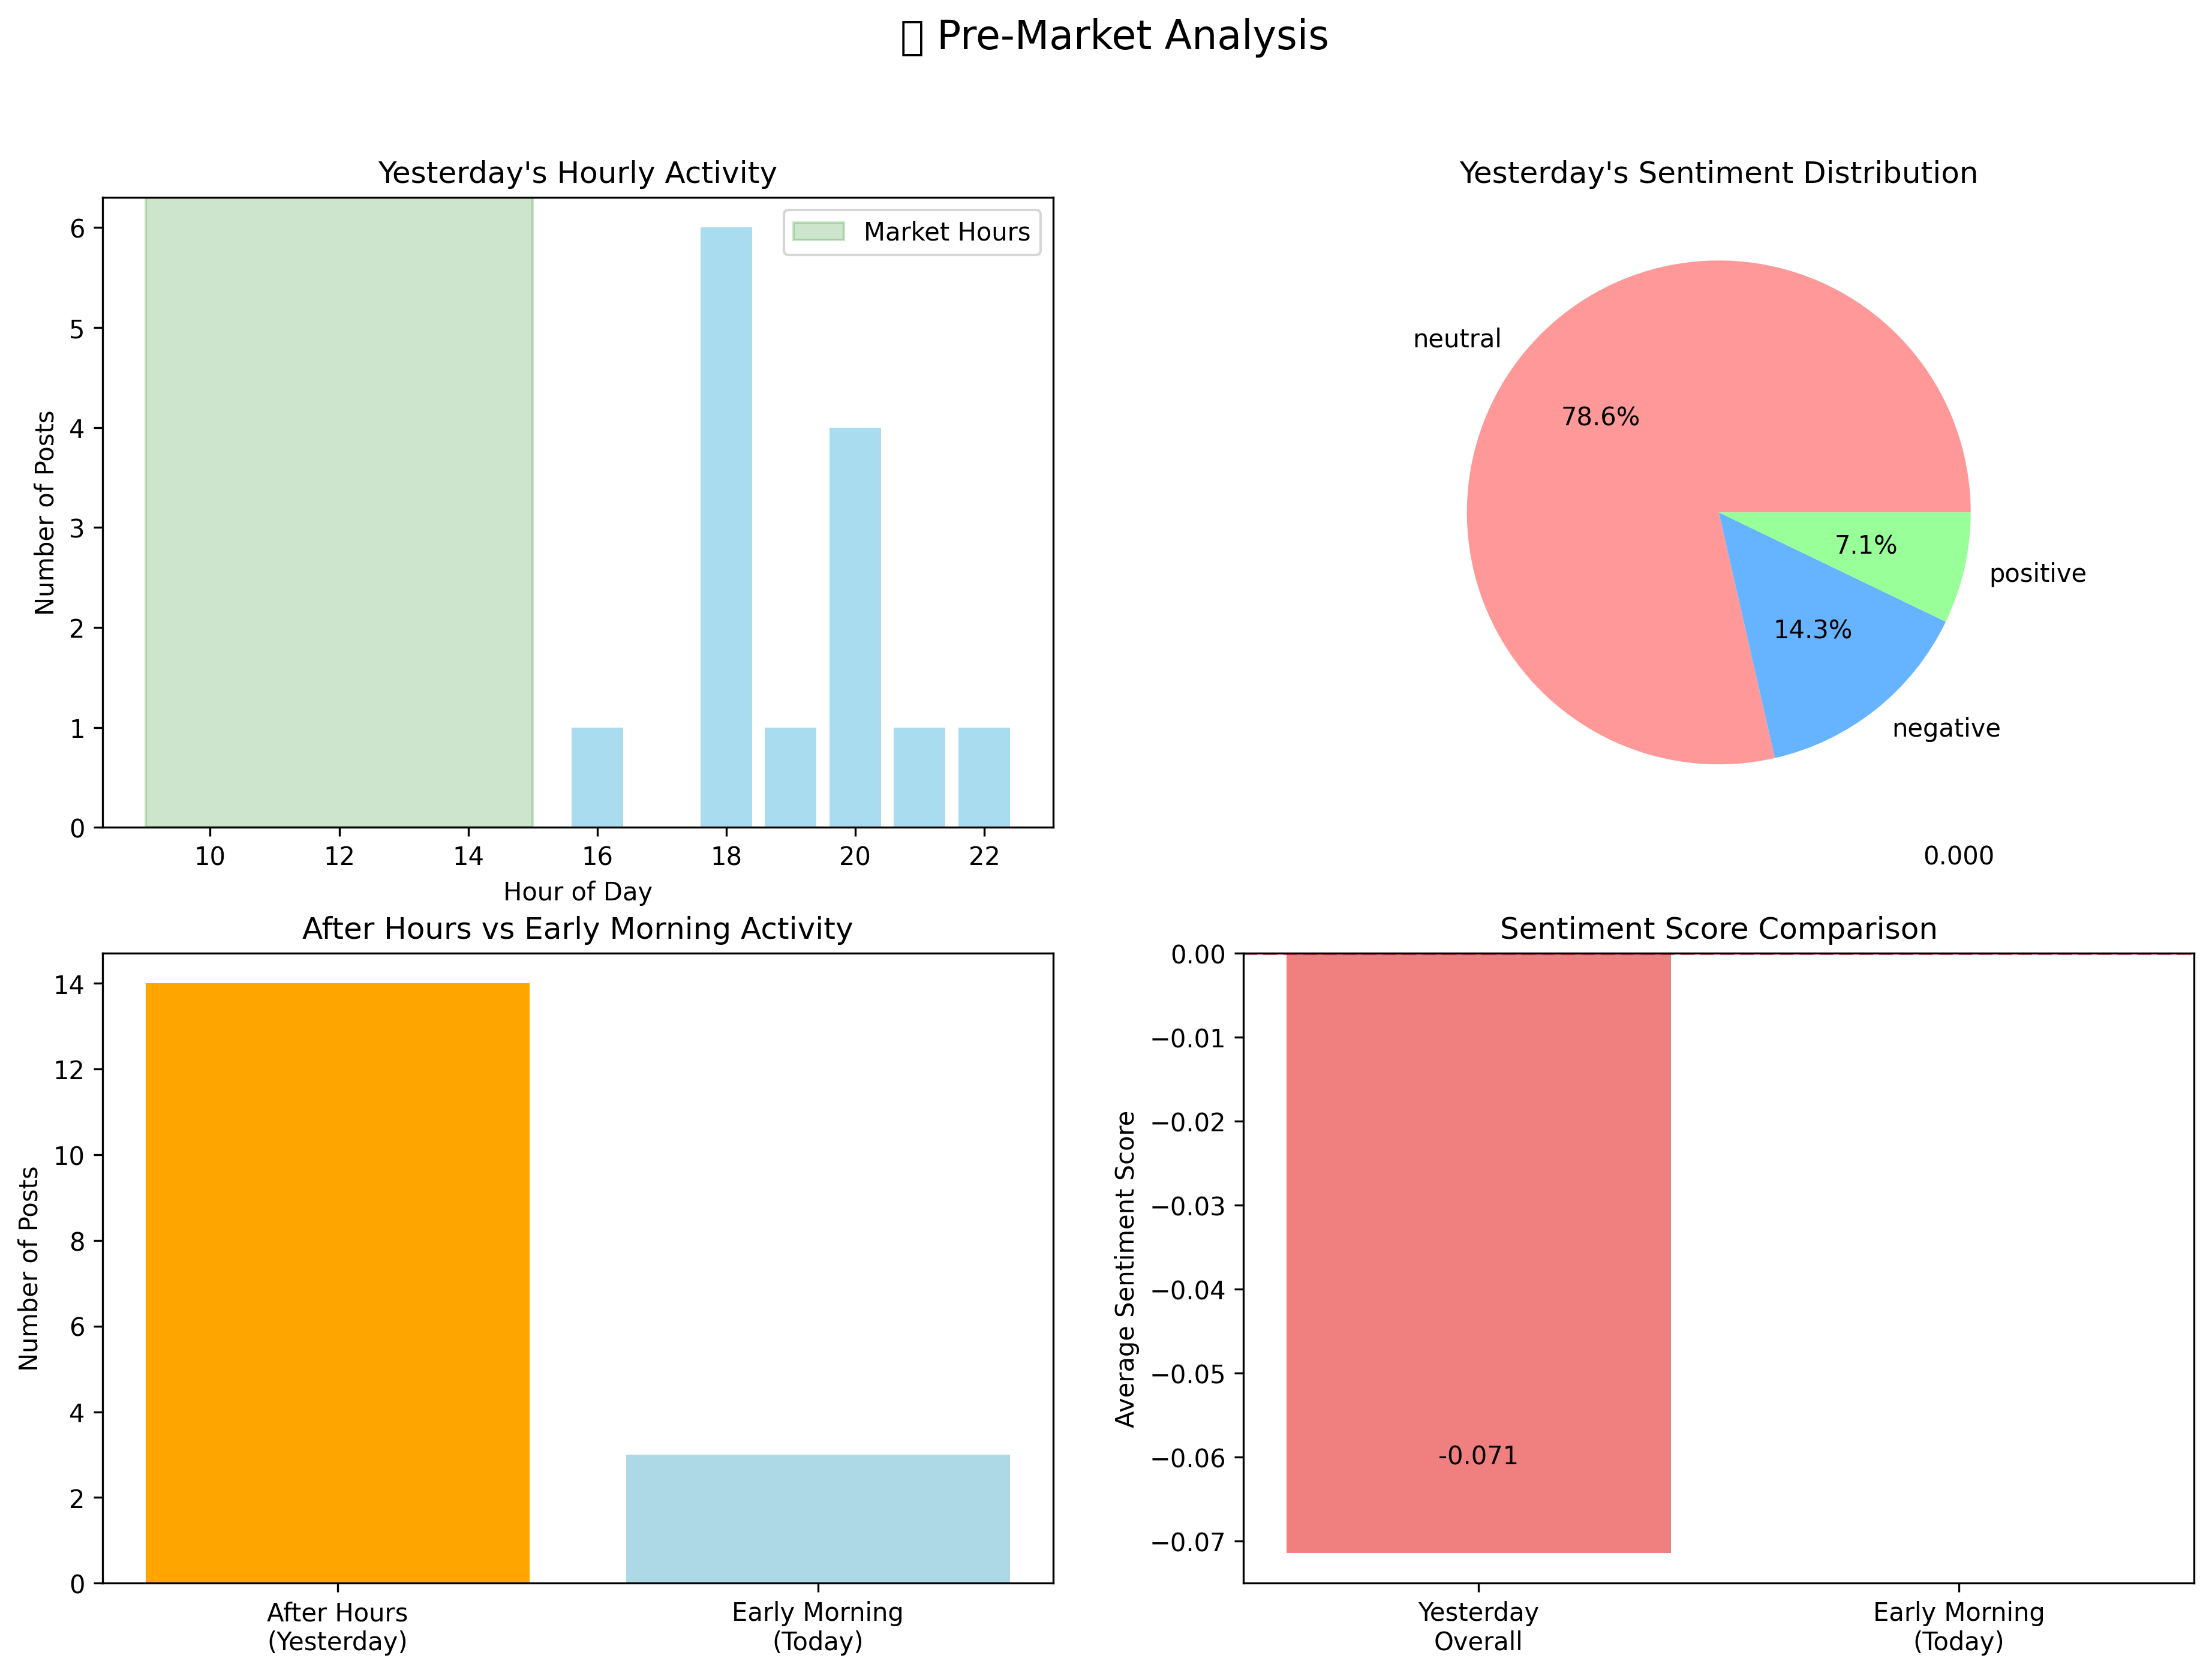 Pre-Market Analysis
Yesterday's Hourly Activity
Market Hours
Number of Posts
6
5
4
3
2
1
0
10 12 14 16 18 20 22
Hour of Day
Yesterday's Sentiment Distribution
neutral
78.6%
7.1%
positive
14.3%
negative
After Hours vs Early Morning Activity
Number of Posts
14
12
10
8
6
4
2
0
After Hours
(Yesterday)
Early Morning
(Today)
0.000
Sentiment Score Comparison
Average Sentiment Score
0.00
−0.01
−0.02
−0.03
−0.04
−0.05
−0.06
−0.07
-0.071
Yesterday
Overall
Early Morning
(Today)